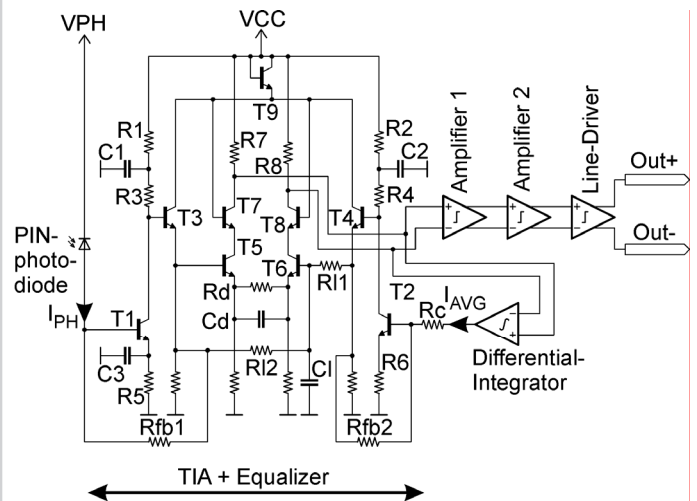 VPH
VCC
T9
R1
R7
R2
C1
R8
C2
R3
R4
Amplifier 1
Amplifier 2
Line-Driver
Out+
Out-
T3
T7
T8
T4
T5
T6
Rl1
PIN-
photo-
diode
Rd
Cd
T2
IPH
T1
Rc
IAVG
C3
R5
Rl2
Cl
R6
Differential-
Integrator
Rfb1
Rfb2
TIA + Equalizer
+
-
+
-
+
-
-
+